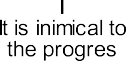 It is inimical to
the progres